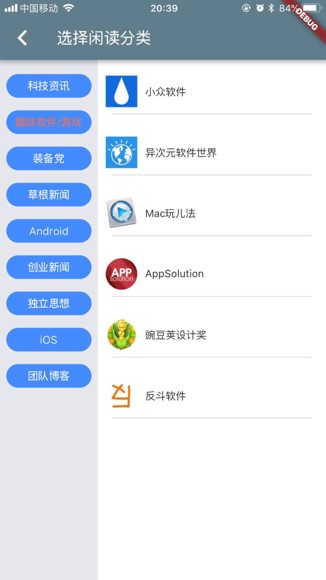 中国移动
20:39
84%
DEBUG
选择闲读分类
科技资讯
趣味软件/游戏
装备党
草根新闻
Android
创业新闻
独立思想
iOS
团队博客
小众软件
异次元软件世界
Mac玩儿法
APP
SOLUTION
AppSolution
豌豆荚设计奖
反斗软件